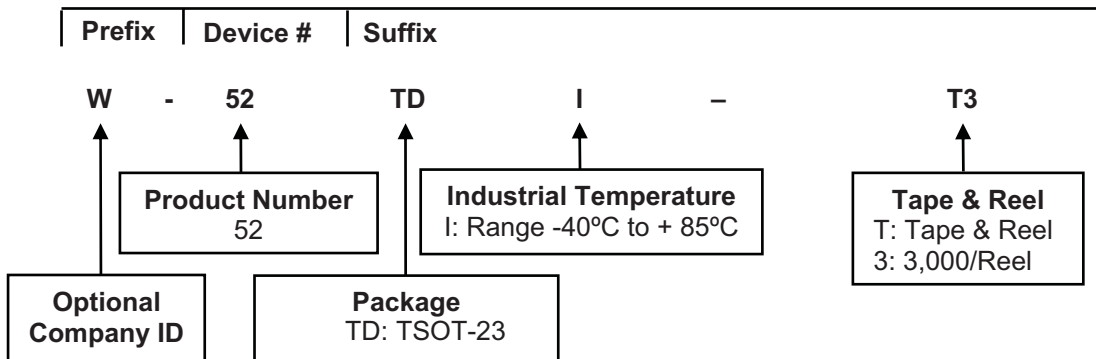 Prefix Device # Suffix
W - 52 TD I – T3
Product Number
52
Industrial Temperature
I: Range -40ºC to + 85ºC
Tape & Reel
T: Tape & Reel
3: 3,000/Reel
Optional
Company ID
Package
TD: TSOT-23